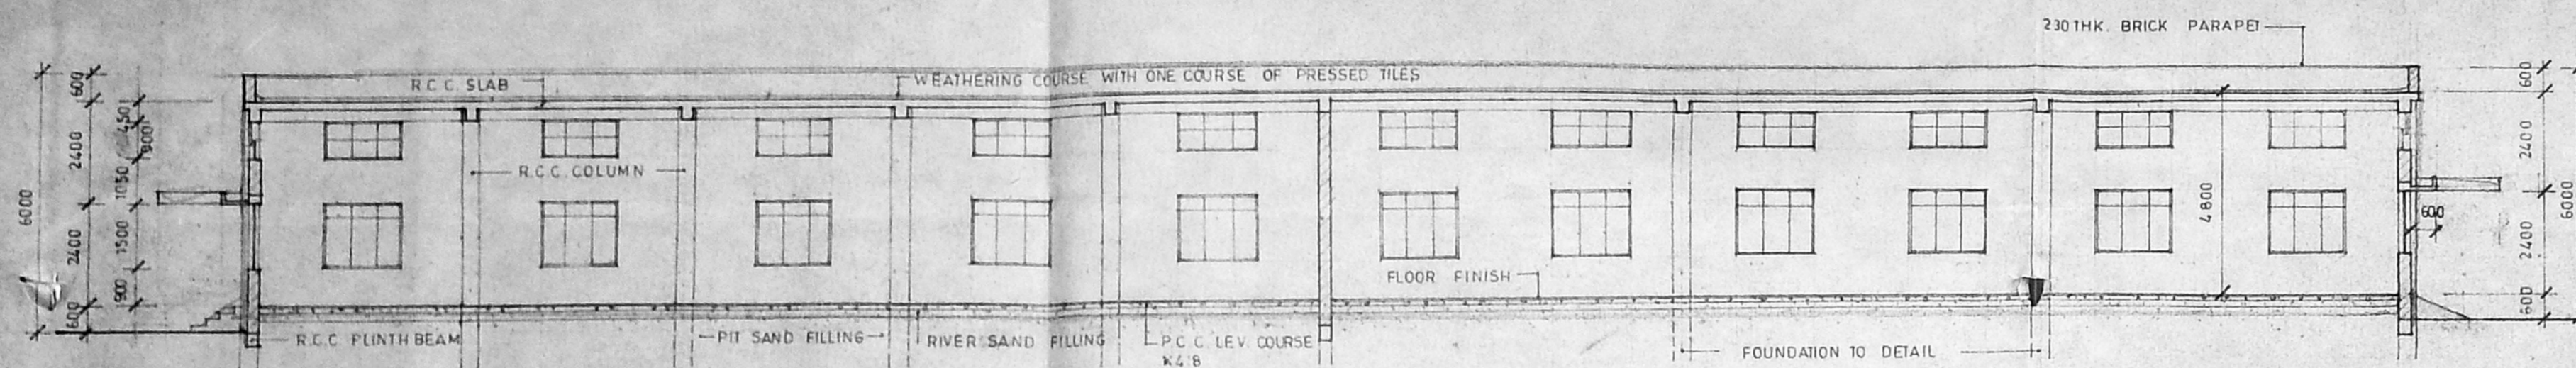 230 THK. BRICK PARAPET
R.C.C. SLAB
WEATHERING COURSE WITH ONE COURSE OF PRESSED TILES
600
450
900
2400
1050
6000
1500
2400
900
600
R.C.C. COLUMN
4800
FLOOR FINISH
600
2400
6000
600
2400
600
R.C.C. PLINTH BEAM
PIT SAND FILLING
RIVER SAND FILLING
P.C.C. LEV. COURSE
FOUNDATION TO DETAIL